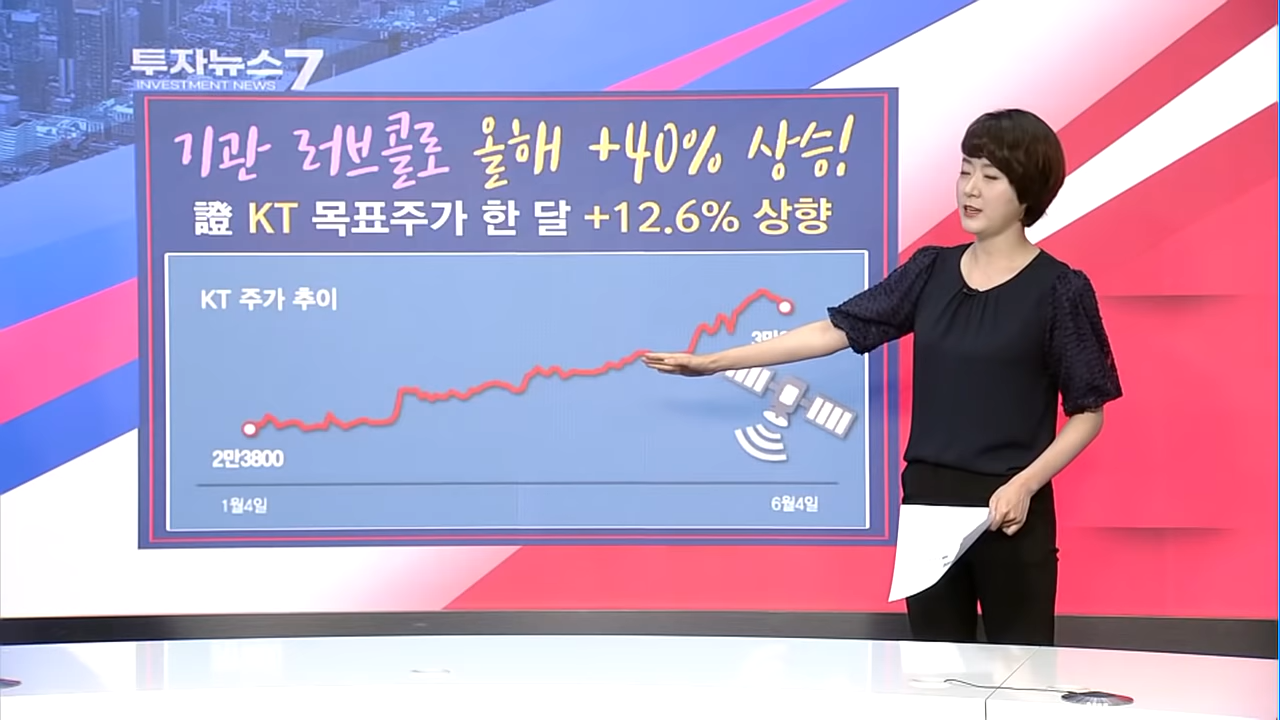 투자뉴스7
INVESTMENT NEWS
기관 러브콜로 올해 +40% 상승!
證 KT 목표주가 한 달 +12.6% 상향
KT 주가 추이
2만3800
1월4일
6월4일